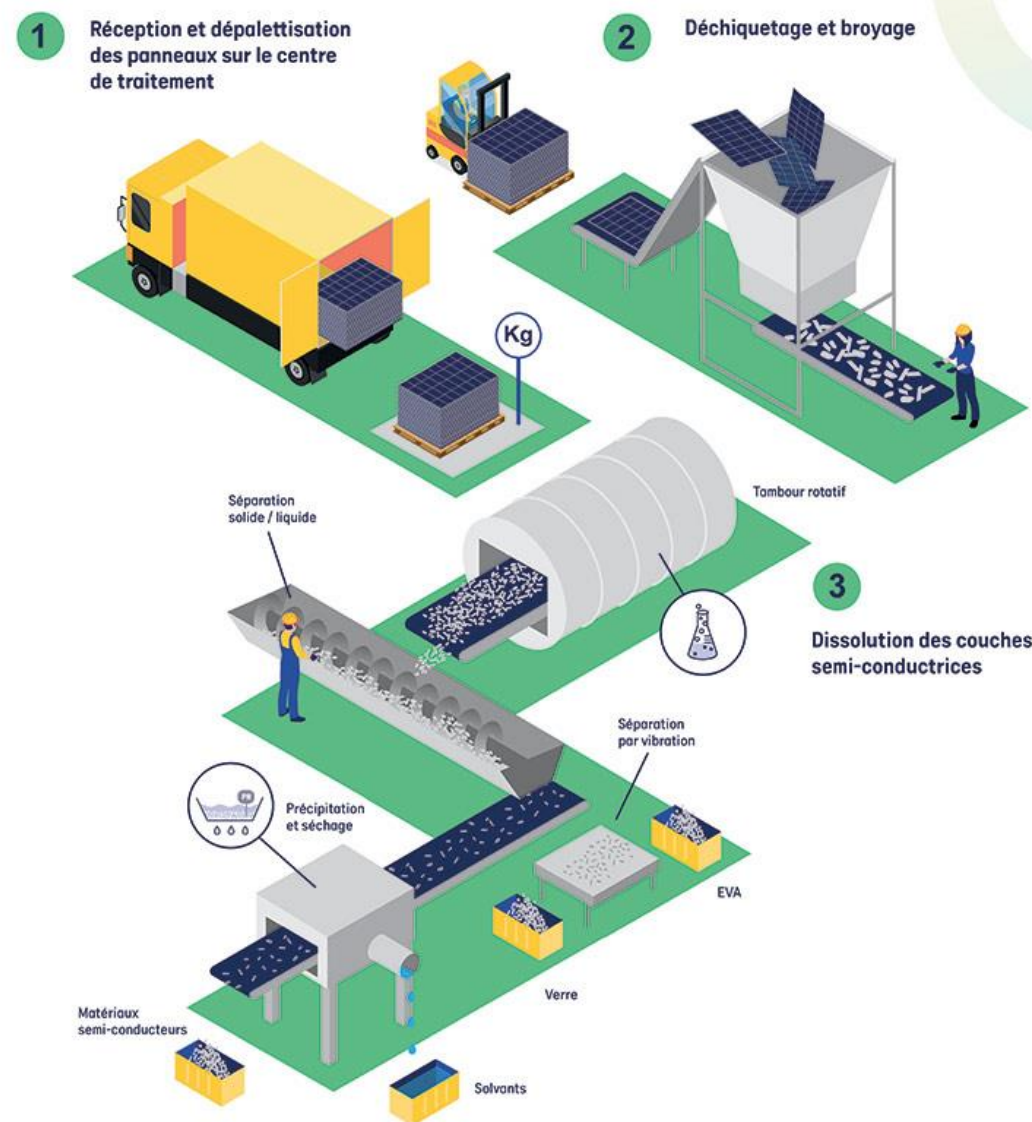 1
Réception et dépalettisation
des panneaux sur le centre
de traitement
2
Déchiquetage et broyage
Kg
Tambour rotatif
Séparation
solide / liquide
3
Dissolution des couches
semi-conductrices
Séparation
par vibration
Précipitation
et séchage
EVA
Verre
Matériaux
semi-conducteurs
Solvants